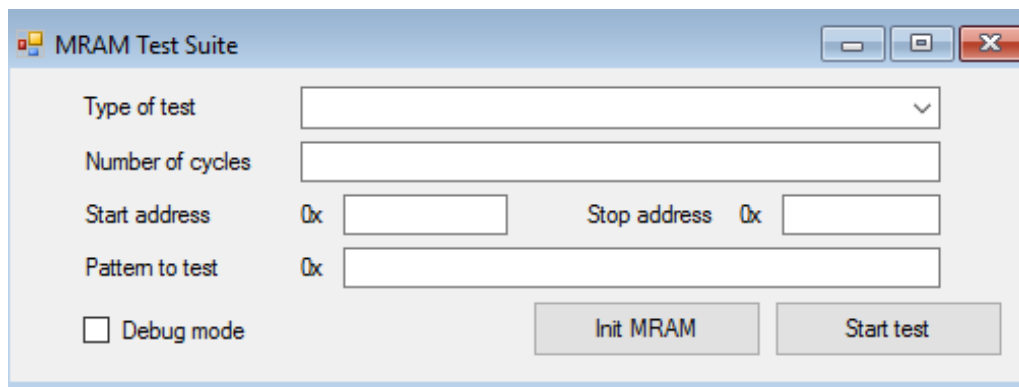 MRAM Test Suite
Type of test
Number of cycles
Start address 0x Stop address 0x
Pattern to test 0x
Debug mode Init MRAM Start test